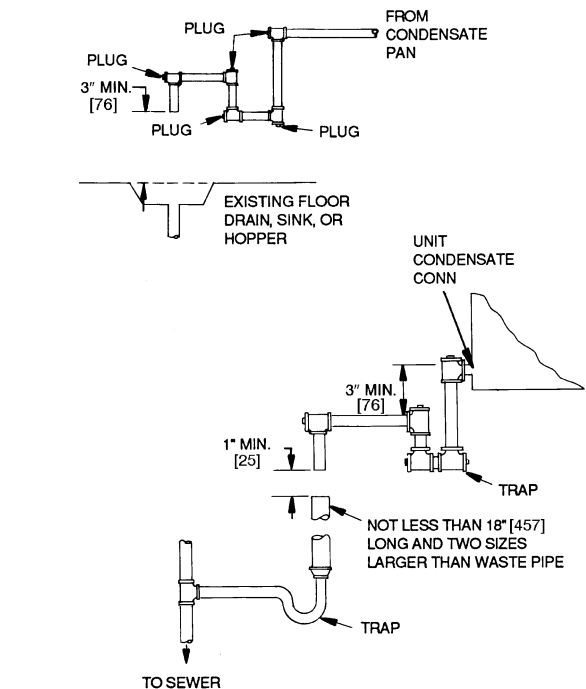 FROM
CONDENSATE
PAN
PLUG
PLUG
3" MIN.
[76]
PLUG
PLUG
EXISTING FLOOR
DRAIN, SINK, OR
HOPPER
UNIT
CONDENSATE
CONN
3" MIN.
[76]
1" MIN.
[25]
TRAP
NOT LESS THAN 18" [457]
LONG AND TWO SIZES
LARGER THAN WASTE PIPE
TRAP
TO SEWER